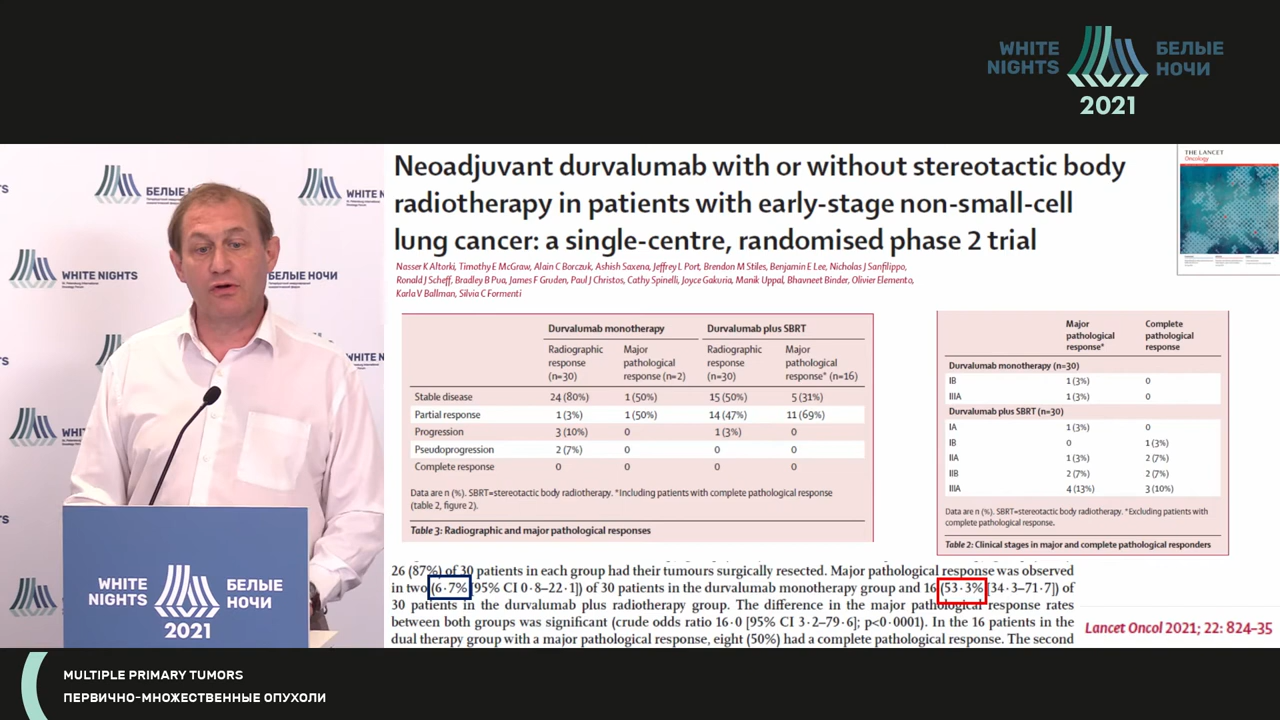 WHITE
NIGHTS
БЕЛЫЕ
НОЧИ
2021
Neoadjuvant durvalumab with or without stereotactic body
radiotherapy in patients with early-stage non-small-cell
lung cancer: a single-centre, randomised phase 2 trial
THE LANCET
Oncology
Nasser K Altorki, Timothy E McGraw, Alain C Borczuk, Ashish Saxena, Jeffrey L Port, Brendon M Stiles, Benjamin E Lee, Nicholas J Sanfilippo,
Ronald J Scheff, Bradley B Pua, James F Gruden, Paul J Christos, Cathy Spinelli, Joyce Gakuria, Manik Uppal, Bhavneet Binder, Olivier Elemento,
Karla V Ballman, Silvia C Formenti
Durvalumab monotherapy Durvalumab plus SBRT
Radiographic response (n=30) Major pathological response (n=2) Radiographic response (n=30) Major pathological response* (n=16)
Stable disease 24 (80%) 1 (50%) 15 (50%) 5 (31%)
Partial response 1 (3%) 1 (50%) 14 (47%) 11 (69%)
Progression 3 (10%) 0 1 (3%) 0
Pseudoprogression 2 (7%) 0 0 0
Complete response 0 0 0 0
Data are n (%). SBRT=stereotactic body radiotherapy. *Including patients with complete pathological response
(table 2, figure 2).
Table 3: Radiographic and major pathological responses
Major pathological response* Complete pathological response
Durvalumab monotherapy (n=30)
IB 1 (3%) 0
IIIA 1 (3%) 0
Durvalumab plus SBRT (n=30)
IA 1 (3%) 0
IB 0 1 (3%)
IIA 1 (3%) 2 (7%)
IIB 2 (7%) 2 (7%)
IIIA 4 (13%) 3 (10%)
Data are n (%). SBRT=stereotactic body radiotherapy. *Excluding patients with
complete pathological response.
Table 2: Clinical stages in major and complete pathological responders
26 (87%) of 30 patients in each group had their tumours surgically resected. Major pathological response was observed
in two (6·7% [95% CI 0·8–22·1]) of 30 patients in the durvalumab monotherapy group and 16 (53·3% [34·3–71·7]) of
30 patients in the durvalumab plus radiotherapy group. The difference in the major pathological response rates
between both groups was significant (crude odds ratio 16·0 [95% CI 3·2–79·6]; p<0·0001). In the 16 patients in the
dual therapy group with a major pathological response, eight (50%) had a complete pathological response. The second
Lancet Oncol 2021; 22: 824–35
БЕЛЫЕ НОЧИ
WHITE NIGHTS
WHITE NIGHTS
БЕЛЫЕ НОЧИ
WHITE NIGHTS
WHITE NIGHTS
WHITE
NIGHTS
БЕЛЫЕ
НОЧИ
2021
MULTIPLE PRIMARY TUMORS
ПЕРВИЧНО-МНОЖЕСТВЕННЫЕ ОПУХОЛИ